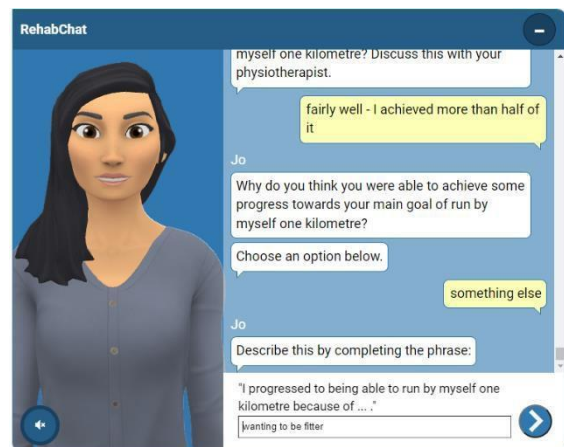 RehabChat
myself one kilometre? Discuss this with your
physiotherapist.
fairly well - I achieved more than half of
it
Jo
Why do you think you were able to achieve some
progress towards your main goal of run by
myself one kilometre?
Choose an option below.
something else
Jo
Describe this by completing the phrase:
"I progressed to being able to run by myself one
kilometre because of ... ."
wanting to be fitter